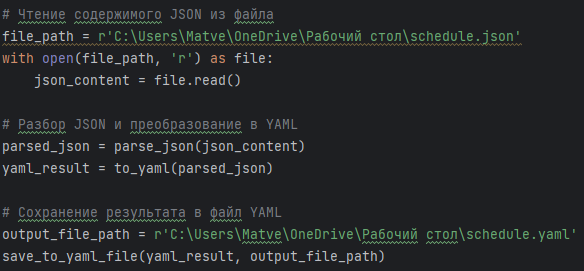 # Чтение содержимого JSON из файла
file_path = r'C:\Users\Matve\OneDrive\Рабочий стол\schedule.json'
with open(file_path, 'r') as file:
    json_content = file.read()
# Разбор JSON и преобразование в YAML
parsed_json = parse_json(json_content)
yaml_result = to_yaml(parsed_json)
# Сохранение результата в файл YAML
output_file_path = r'C:\Users\Matve\OneDrive\Рабочий стол\schedule.yaml'
save_to_yaml_file(yaml_result, output_file_path)